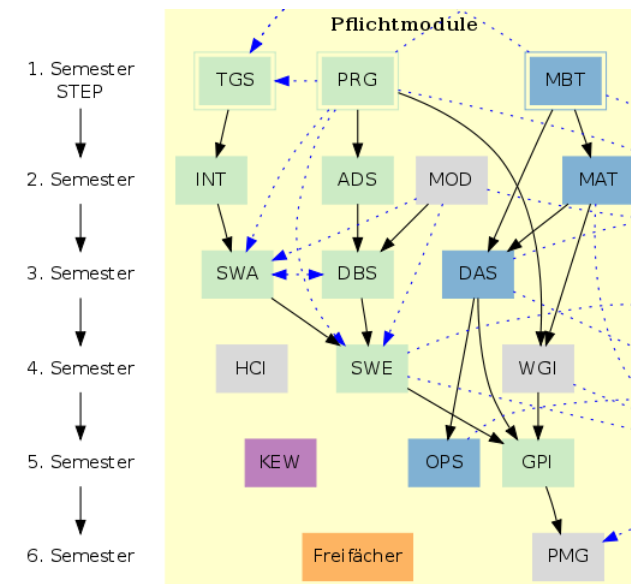 Pflichtmodule
1. Semester
STEP
TGS
PRG
MBT
2. Semester
INT
ADS
MOD
MAT
3. Semester
SWA
DBS
DAS
4. Semester
HCI
SWE
WGI
5. Semester
KEW
OPS
GPI
6. Semester
Freifächer
PMG